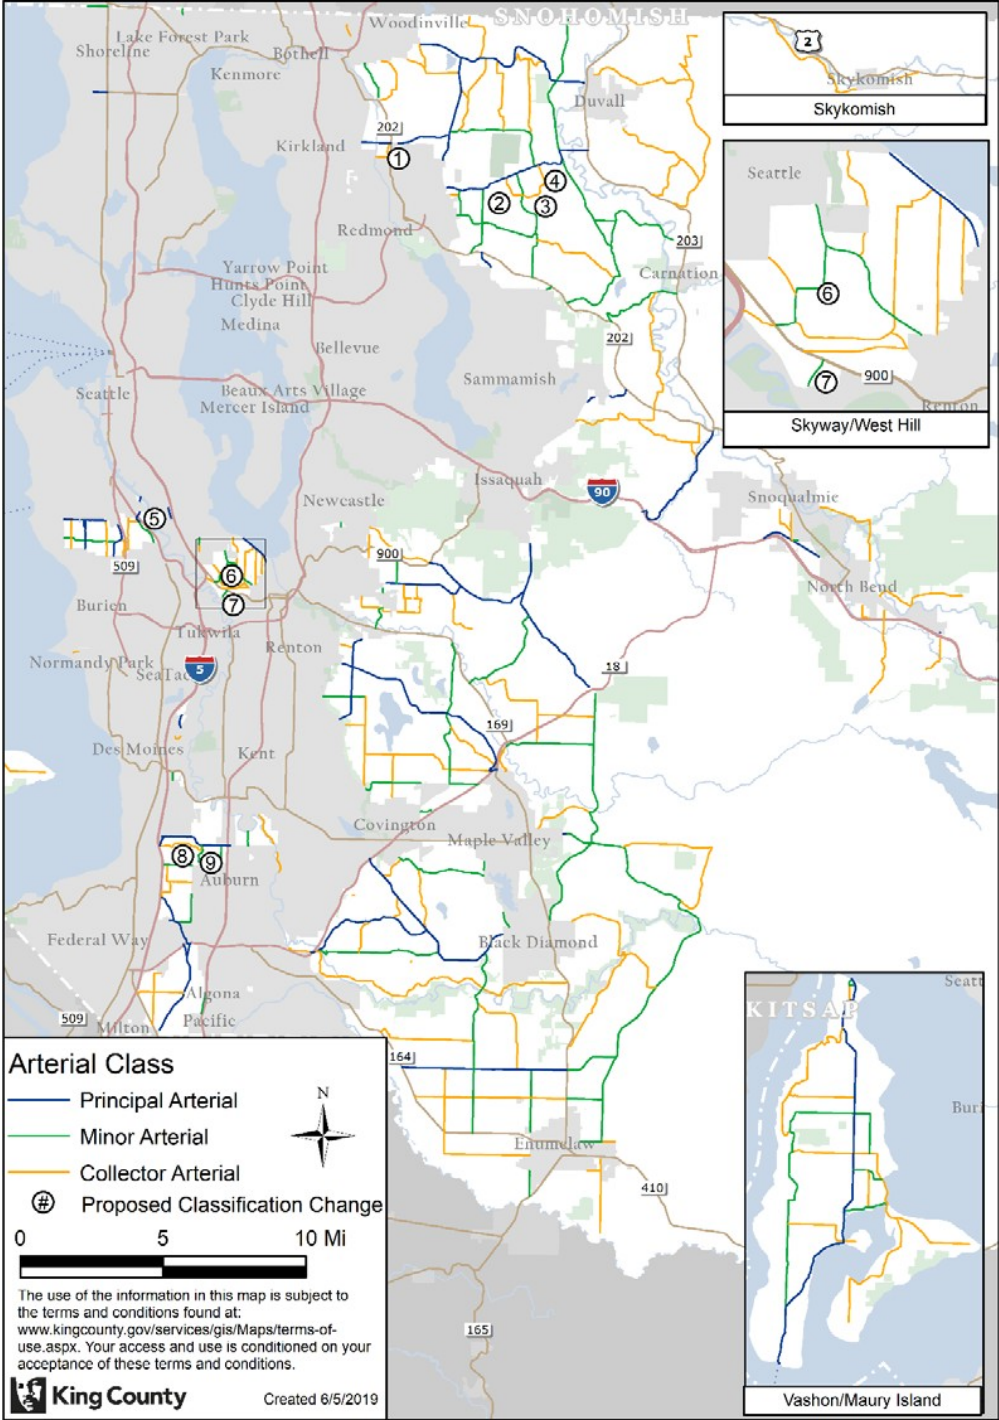 SNOHOMISH
Woodinville
Lake Forest Park
Shoreline
Bothell
Kenmore
Duvall
202
Kirkland
1
4
2
3
Redmond
203
Yarrow Point
Hunts Point
Clyde Hill
Carnation
Medina
202
Bellevue
Sammamish
Beaux Arts Village
Seattle
Mercer Island
Issaquah
90
Newcastle
Snoqualmie
5
509
900
6
7
North Bend
Burien
Tukwila
Renton
Normandy Park
SeaTac
5
18
169
Des Moines
Kent
Covington
Maple Valley
8
9
Auburn
Federal Way
Black Diamond
Algona
509
Milton
Pacific
164
Enumclaw
410
165
2
Skykomish
Skykomish
Seattle
6
7
900
Renton
Skyway/West Hill
Seatt
KITSAP
Buri
Vashon/Maury Island
Arterial Class
Principal Arterial
Minor Arterial
Collector Arterial
# Proposed Classification Change
N
0 5 10 Mi
The use of the information in this map is subject to
the terms and conditions found at:
www.kingcounty.gov/services/gis/Maps/terms-of-
use.aspx. Your access and use is conditioned on your
acceptance of these terms and conditions.
King County
Created 6/5/2019